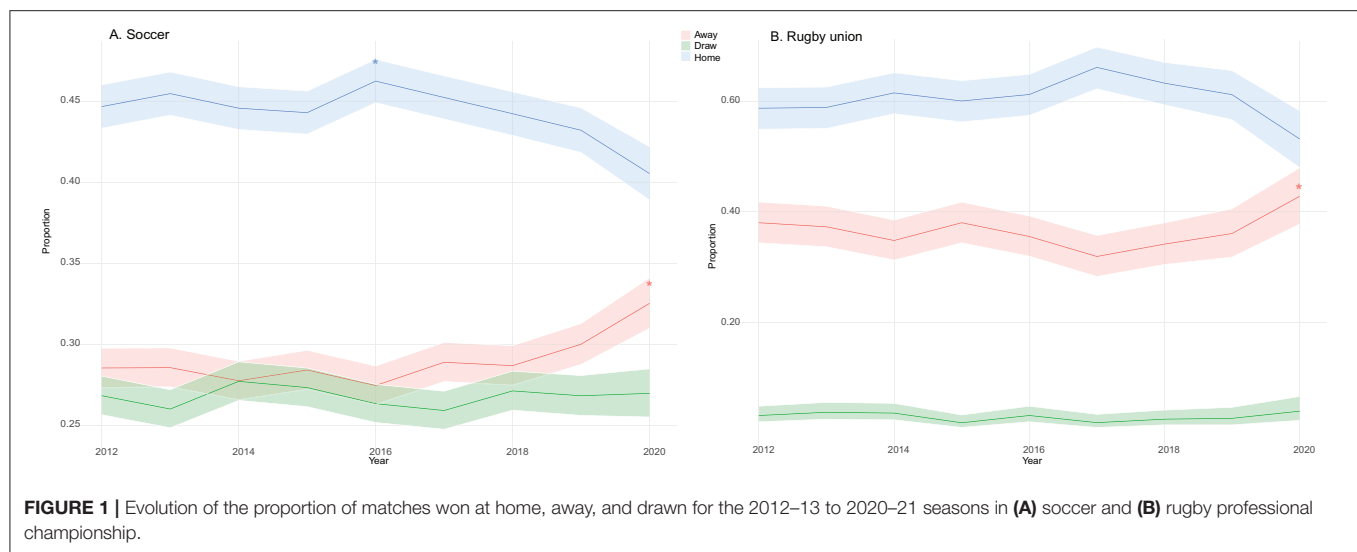 A. Soccer
Away
Draw
Home
B. Rugby union
Proportion
0.45
0.40
0.35
0.30
0.25
2012
2014
2016
2018
2020
Year
Proportion
0.60
0.40
0.20
2012
2014
2016
2018
2020
Year
FIGURE 1 | Evolution of the proportion of matches won at home, away, and drawn for the 2012–13 to 2020–21 seasons in (A) soccer and (B) rugby professional
championship.